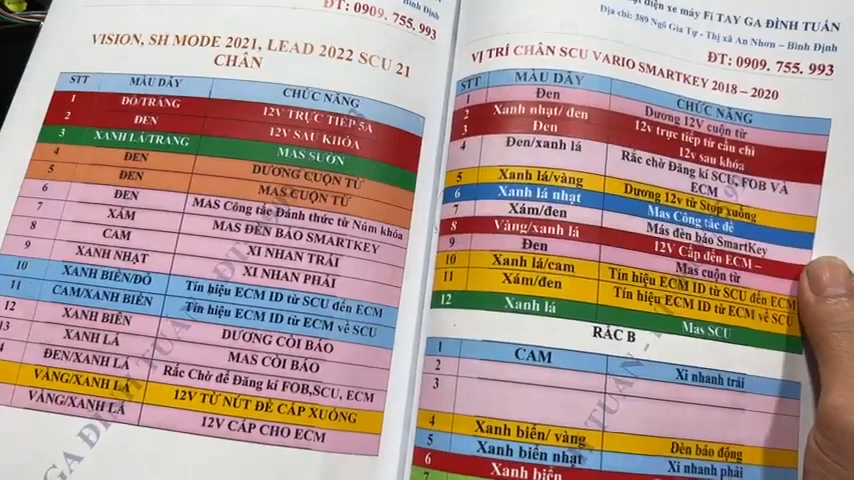 ĐT: 0909. 755. 993
Bình Định
VISION, SH MODE 2021, LEAD 2022 SCU 21
CHÂN
STT MÀU DÂY CHỨC NĂNG
1 ĐỎ/TRẮNG 12V TRỰC TIẾP 5A
2 ĐEN 12V SAU KHÓA
3 XANH LÁ/TRẮNG MAS SƯỜN
4 ĐEN DƯƠNG CUỘN TỪ
5 ĐEN MAS CUỘN TỪ
6 ĐEN MAS Công tắc Đánh thức từ Núm khóa
7 XÁM MAS ĐÈN BÁO SMARTKEY
8 CAM XI NHAN TRÁI
9 XANH NHẠT XI NHAN PHẢI
10 XANH BIỂN/ĐỎ Tín hiệu ECM ID từ SCU đến ECM
11 CAM/XANH BIỂN Tín hiệu ECM ID từ ECM về SCU
12 XANH BIỂN DƯƠNG CÒI BÁO
13 XANH LÁ MAS CÒI BÁO
ĐEN/XANH LÁ Rắc Chờ để Đăng kí FOB,SCU, ECM
VÀNG/XANH LÁ 12V TỪ NÚT ĐỀ CẤP XUỐNG
VÀNG/XANH LÁ 12V CẤP CHO ECM
điện xe máy Fi TAY GA ĐÌNH TUẤN
Địa chỉ: 389 Ngô Gia Tự - Thị xã An Nhơn – Bình Định
ĐT: 0909. 755. 993
VỊ TRÍ CHÂN SCU VARIO SMARTKEY 2018 – 2020
STT MÀU DÂY CHỨC NĂNG
1 Đen Dương 12V cuộn từ
2 Xanh nhạt/ đen 12v trực tiếp từ cầu chì
3 Đen 12v sau khóa
4 Đen/xanh lá Rắc chờ Đăng kí SCU, FOB VÀ
ECM
5 Xanh lá/vàng Dương 12v từ Stop xuống
6 Xanh lá nhạt Mas Công tắc đề
7 Xám/đen Más đèn báo SmartKey
8 Vàng/xanh lá 12V Cấp đến ECM –
9 Đen Mas cuộn từ
10 Xanh lá/cam Tín hiệu ECM ID từ SCU đến ECM
11 Xám/đen Tín hiệu ECM ID từ ECM về SCU
12 Xanh lá Mas SCU
RẮC B
1 CAM Xi nhanh trái
2
3
4 Xanh biển/ vàng Đèn báo động
5 Xanh biển nhạt Xi nhanh phải
6 Xanh biển
7